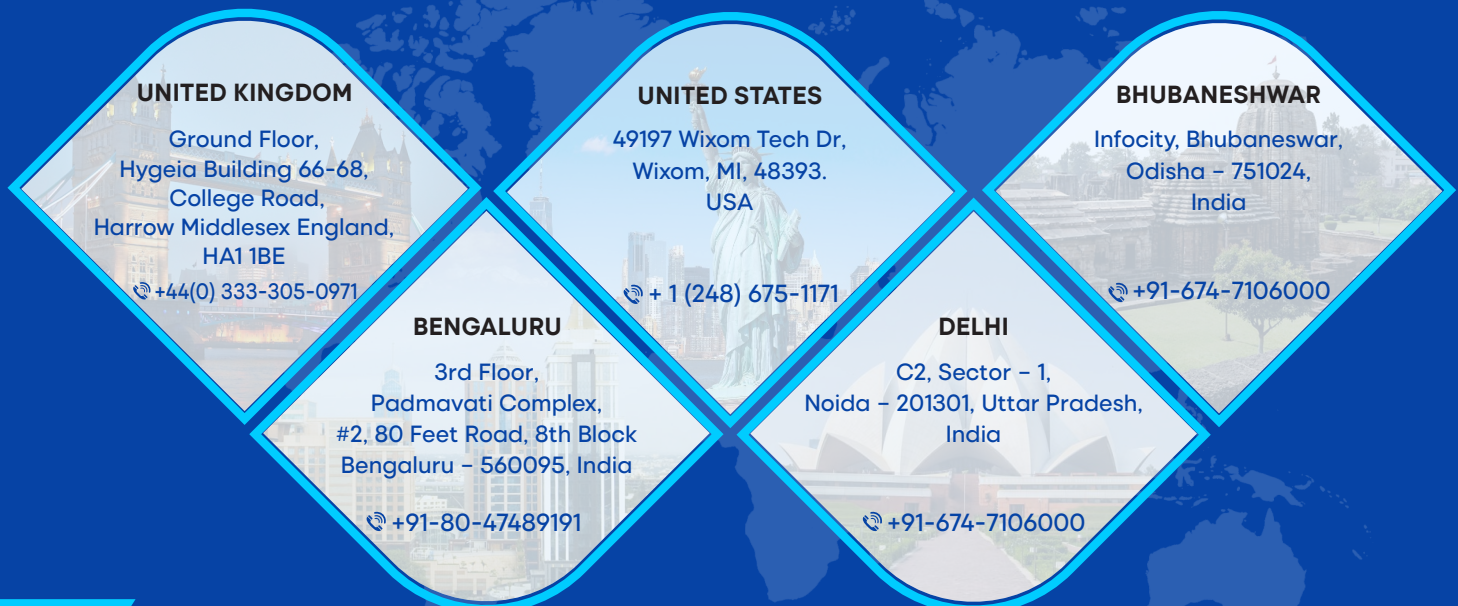 UNITED KINGDOM
Ground Floor,
Hygeia Building 66-68,
College Road,
Harrow Middlesex England,
HA1 1BE
+44(0) 333-305-0971
UNITED STATES
49197 Wixom Tech Dr,
Wixom, MI, 48393.
USA
+ 1 (248) 675-1171
BHUBANESHWAR
Infocity, Bhubaneswar,
Odisha – 751024,
India
+91-674-7106000
BENGALURU
3rd Floor,
Padmavati Complex,
#2, 80 Feet Road, 8th Block
Bengaluru – 560095, India
+91-80-47489191
DELHI
C2, Sector – 1,
Noida – 201301, Uttar Pradesh,
India
+91-674-7106000